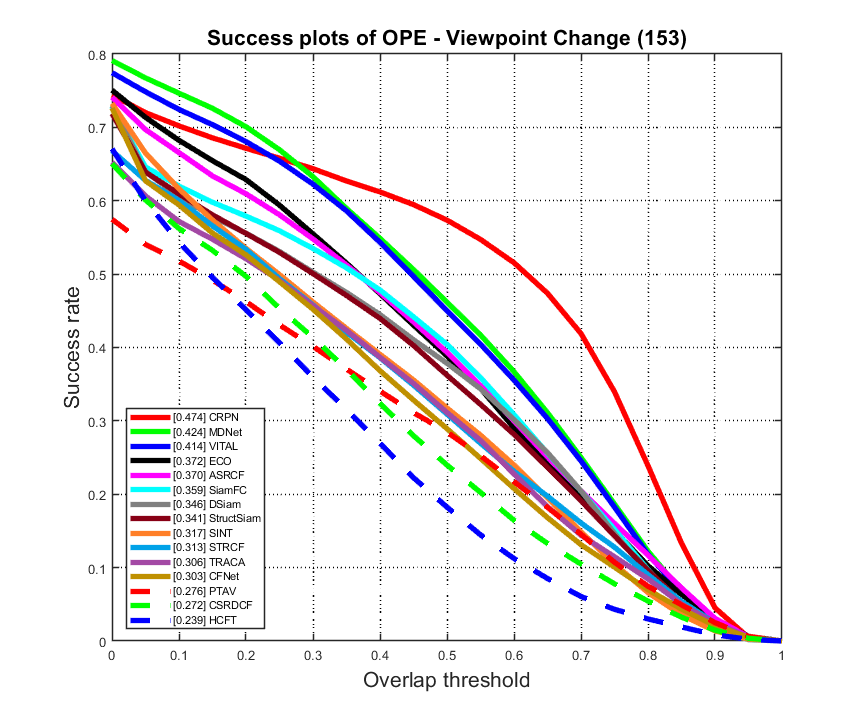 Success plots of OPE - Viewpoint Change (153)
Success rate
0.8
0.7
0.6
0.5
0.4
0.3
0.2
0.1
0
[0.474] CRPN
[0.424] MDNet
[0.414] VITAL
[0.372] ECO
[0.370] ASRCF
[0.359] SiamFC
[0.346] DSiam
[0.341] StructSiam
[0.317] SINT
[0.313] STRCF
[0.306] TRACA
[0.303] CFNet
[0.276] PTAV
[0.272] CSRDCF
[0.239] HCFT
0 0.1 0.2 0.3 0.4 0.5 0.6 0.7 0.8 0.9 1
Overlap threshold